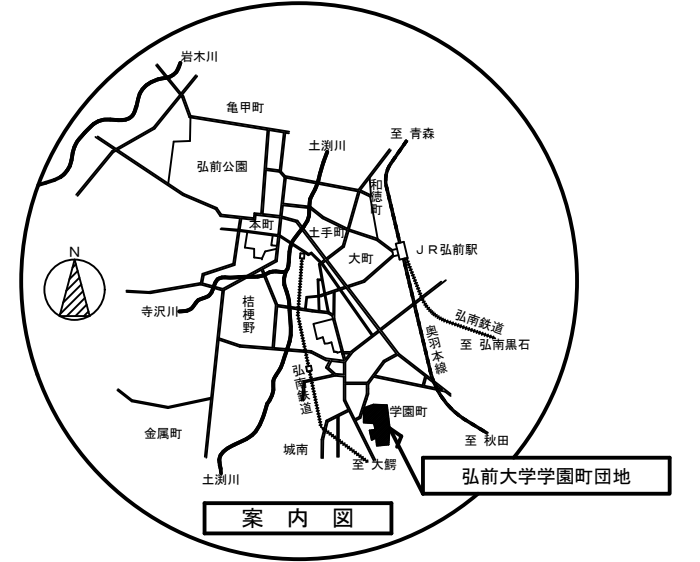 岩木川
亀甲町
至 青森
土渕川
弘前公園
和徳町
本町
土手町
JR弘前駅
N
大町
寺沢川
桔梗野
弘南鉄道
奥羽本線
至 弘南黒石
弘南鉄道
学園町
金属町
城南
至 秋田
至 大鰐
土渕川
弘前大学学園町団地
案内図